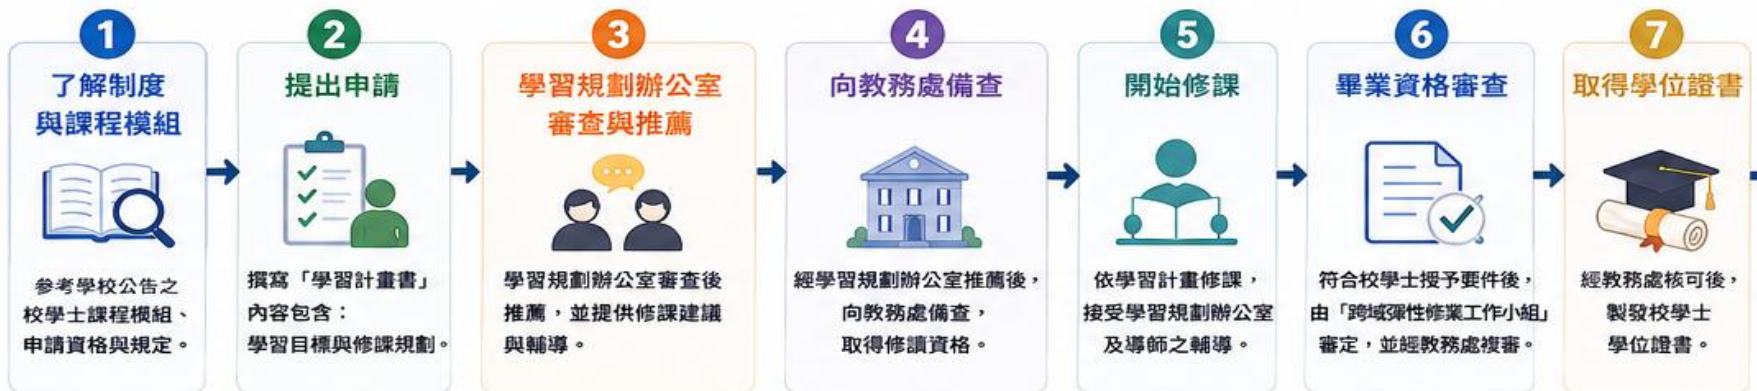 1
了解制度
與課程模組
參考學校公告之
校學士課程模組、
申請資格與規定。
2
提出申請
撰寫「學習計畫書」
內容包含：
學習目標與修課規劃。
3
學習規劃辦公室
審查與推薦
學習規劃辦公室審查後
推薦，並提供修課建議
與輔導。
4
向教務處備查
經學習規劃辦公室推薦後，
向教務處備查，
取得修讀資格。
5
開始修課
依學習計畫修課，
接受學習規劃辦公室
及導師之輔導。
6
畢業資格審查
符合校學士授予要件後，
由「跨域彈性修業工作小組」
審定，並經教務處複審。
7
取得學位證書
經教務處核可後，
製發校學士
學位證書。